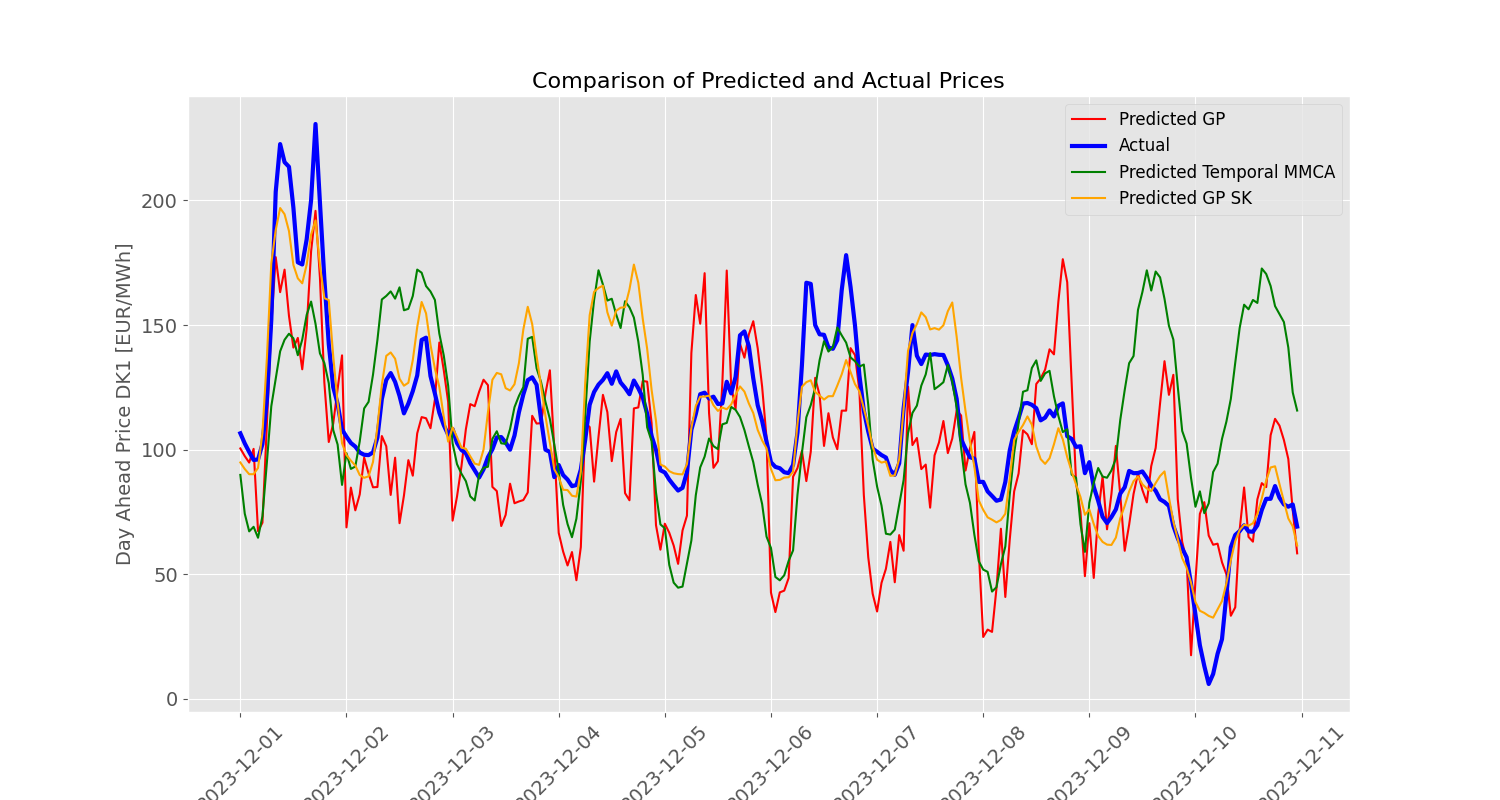 Comparison of Predicted and Actual Prices
Predicted GP
Actual
Predicted Temporal MMCA
Predicted GP SK
Day Ahead Price DK1 [EUR/MWh]
200
150
100
50
0
2023-12-01
2023-12-02
2023-12-03
2023-12-04
2023-12-05
2023-12-06
2023-12-07
2023-12-08
2023-12-09
2023-12-10
2023-12-11